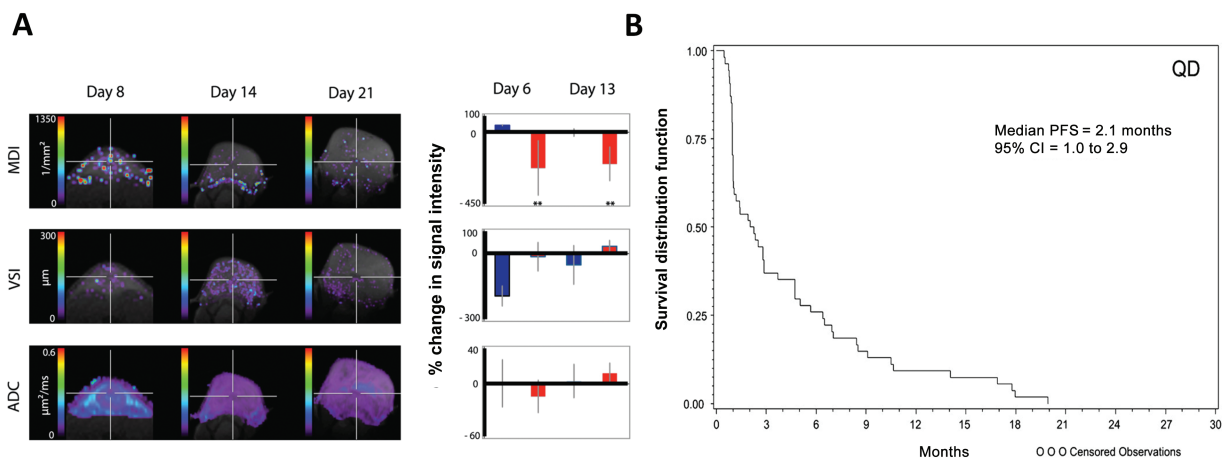 A
B
Day 8
Day 14
Day 21
Day 6
Day 13
MDI
1350
1/mm²
0
VSI
300
µm
0
ADC
0.6
µm²/ms
0
% change in signal intensity
100
0
- 450
**
**
100
0
- 300
40
0
- 60
QD
Median PFS = 2.1 months
95% CI = 1.0 to 2.9
Survival distribution function
1.00
0.75
0.50
0.25
0.00
0 3 6 9 12 15 18 21 24 27 30
Months
O O O Censored Observations